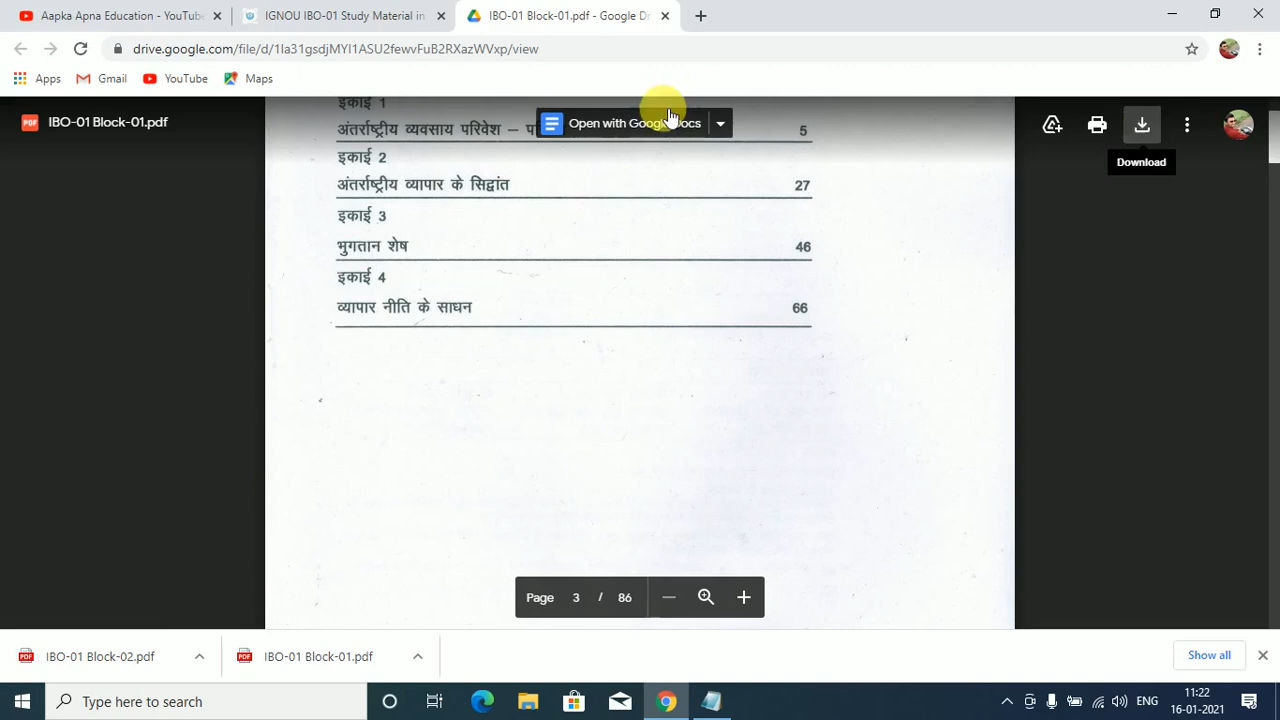 Aapka Apna Education - YouTu
IGNOU IBO-01 Study Material in
IBO-01 Block-01.pdf - Google Dr
drive.google.com/file/d/1la31gsdjMYI1ASU2fewvFuB2RXazWVxp/view
Apps
Gmail
YouTube
Maps
IBO-01 Block-01.pdf
Open with Google Docs
Download
इकाई 1
अंतर्राष्ट्रीय व्यवसाय परिवेश – 5
इकाई 2
अंतर्राष्ट्रीय व्यापार के सिद्वांत 27
इकाई 3
भुगतान शेष 46
इकाई 4
व्यापार नीति के साधन 66
Page 3 / 86
IBO-01 Block-02.pdf
IBO-01 Block-01.pdf
Show all
Type here to search
ENG
11:22
16-01-2021